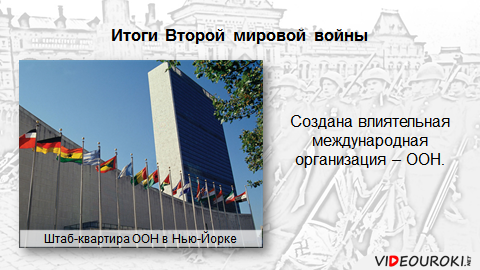 Итоги Второй мировой войны
Создана влиятельная
международная
организация – ООН.
Штаб-квартира ООН в Нью-Йорке
VIDEOUROKI.NET